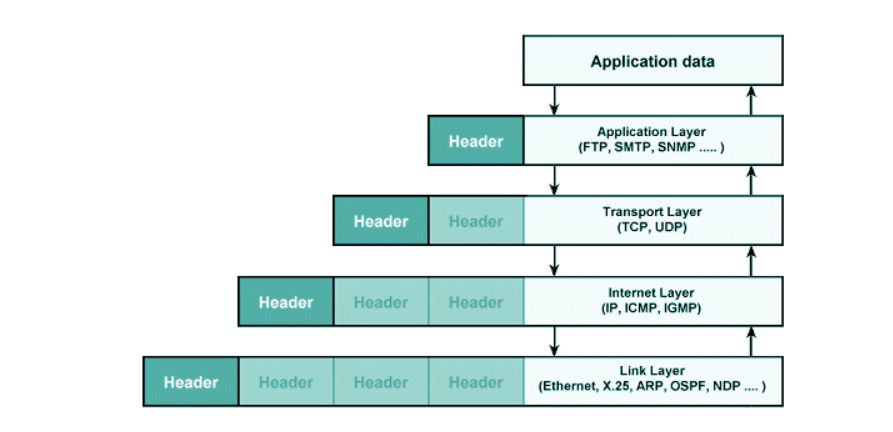 Application data
Header
Application Layer
(FTP, SMTP, SNMP ..... )
Header
Header
Transport Layer
(TCP, UDP)
Header
Header
Header
Internet Layer
(IP, ICMP, IGMP)
Header
Header
Header
Header
Link Layer
(Ethernet, X.25, ARP, OSPF, NDP .... )